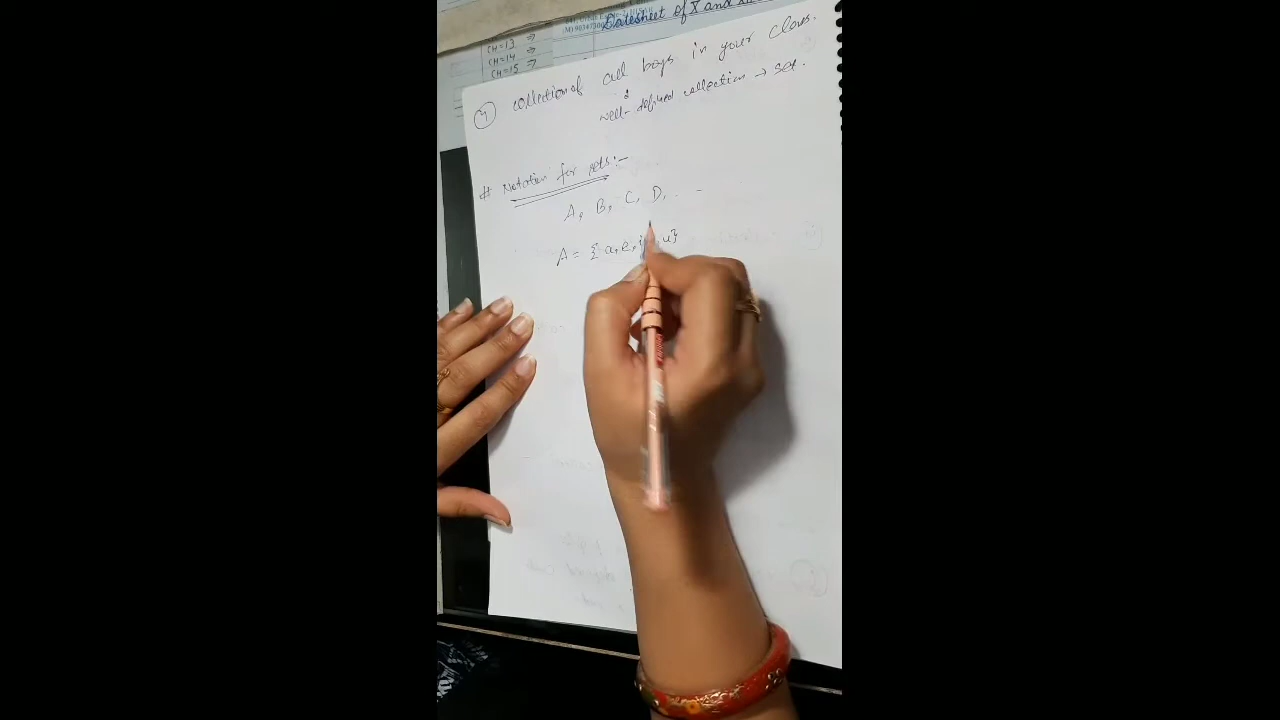 Datesheet of X and
CH=13 ⇒
CH=14 ⇒
CH=15 ⇒
collection of all boys in your class.
well-defined collection → set.
# Notation for sets:-
A, B, C, D, . . -
A = { a, e, i u}